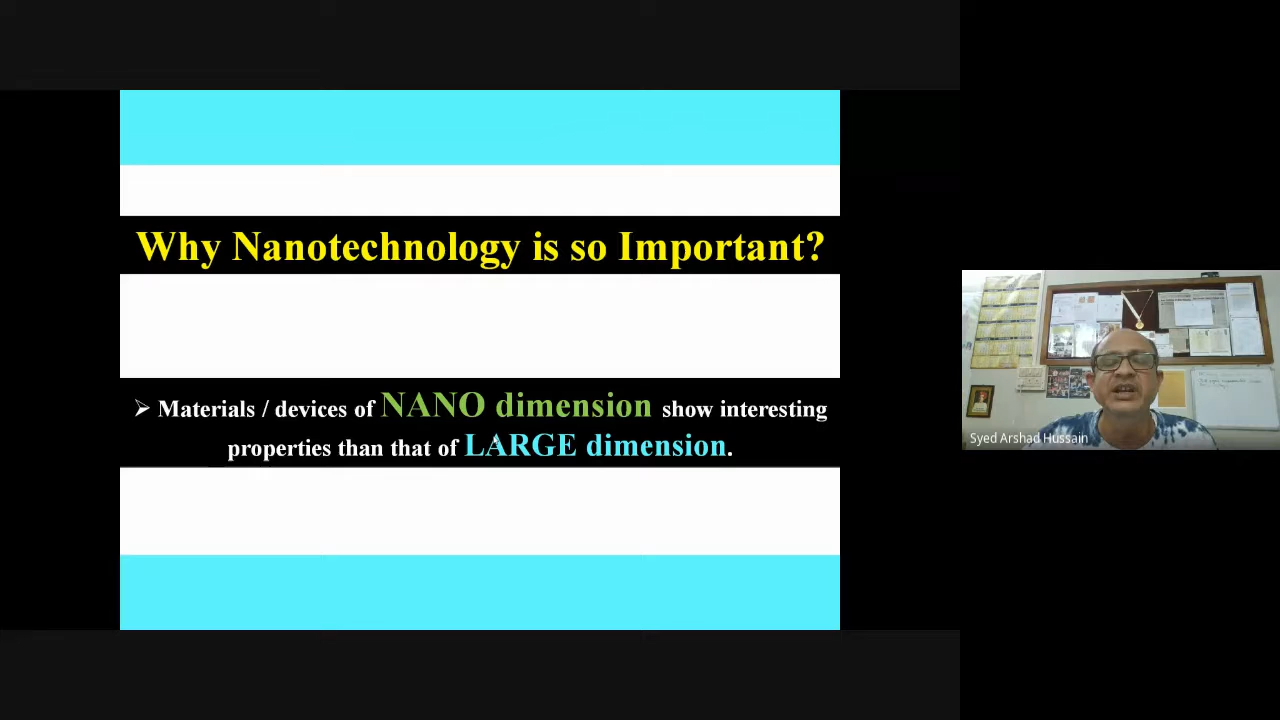 Why Nanotechnology is so Important?
➢ Materials / devices of NANO dimension show interesting
properties than that of LARGE dimension.
Syed Arshad Hussain